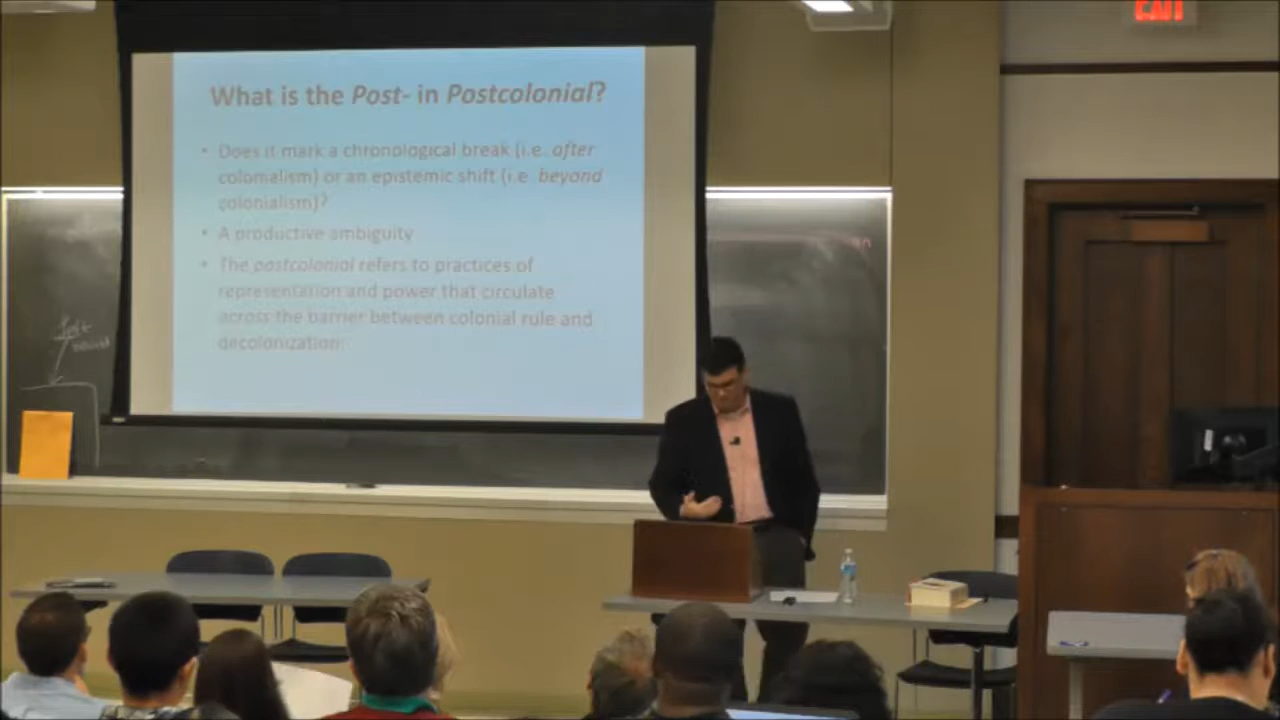 EXIT
What is the Post- in Postcolonial?
• Does it mark a chronological break (i.e. after
colonialism) or an epistemic shift (i.e beyond
colonialism)?
• A productive ambiguity
• The postcolonial refers to practices of
representation and power that circulate
across the barrier between colonial rule and
decolonization.